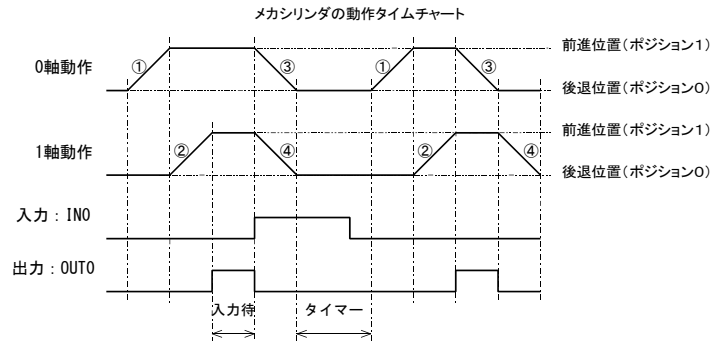 メカシリンダの動作タイムチャート
0軸動作
① ③ ① ③
前進位置(ポジション1)
後退位置(ポジション0)
1軸動作
② ④ ② ④
前進位置(ポジション1)
後退位置(ポジション0)
入力:IN0
出力:OUT0
入力待 タイマー